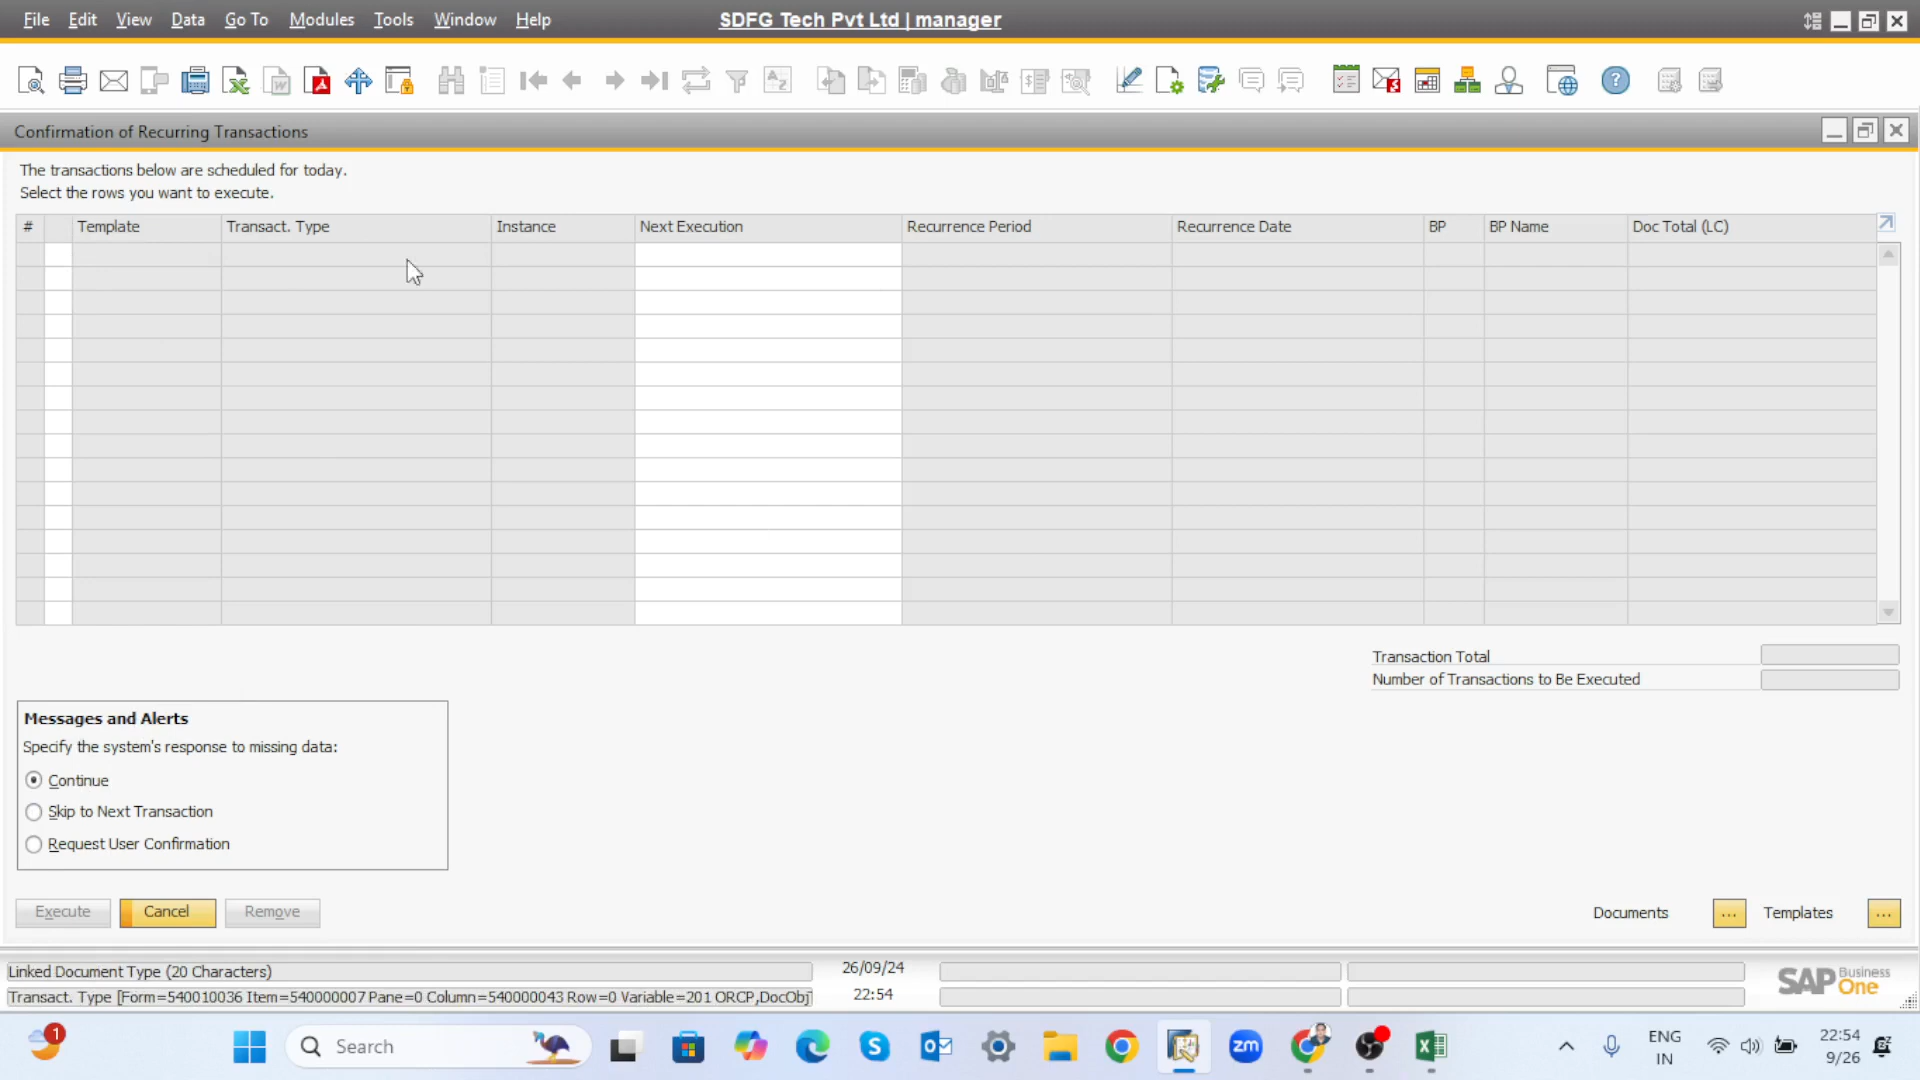 File Edit View Data Go To Modules Tools Window Help SDFG Tech Pvt Ltd | manager
Confirmation of Recurring Transactions
The transactions below are scheduled for today.
Select the rows you want to execute.
# Template Transact. Type Instance Next Execution Recurrence Period Recurrence Date BP BP Name Doc Total (LC)
Transaction Total
Number of Transactions to Be Executed
Messages and Alerts
Specify the system's response to missing data:
Continue
Skip to Next Transaction
Request User Confirmation
Execute Cancel Remove Documents ... Templates ...
Linked Document Type (20 Characters) 26/09/24
Transact. Type [Form=540010036 Item=540000007 Pane=0 Column=540000043 Row=0 Variable=201 ORCP,DocObj 22:54
SAP Business One
1 Search zm ENG IN 22:54 9/26